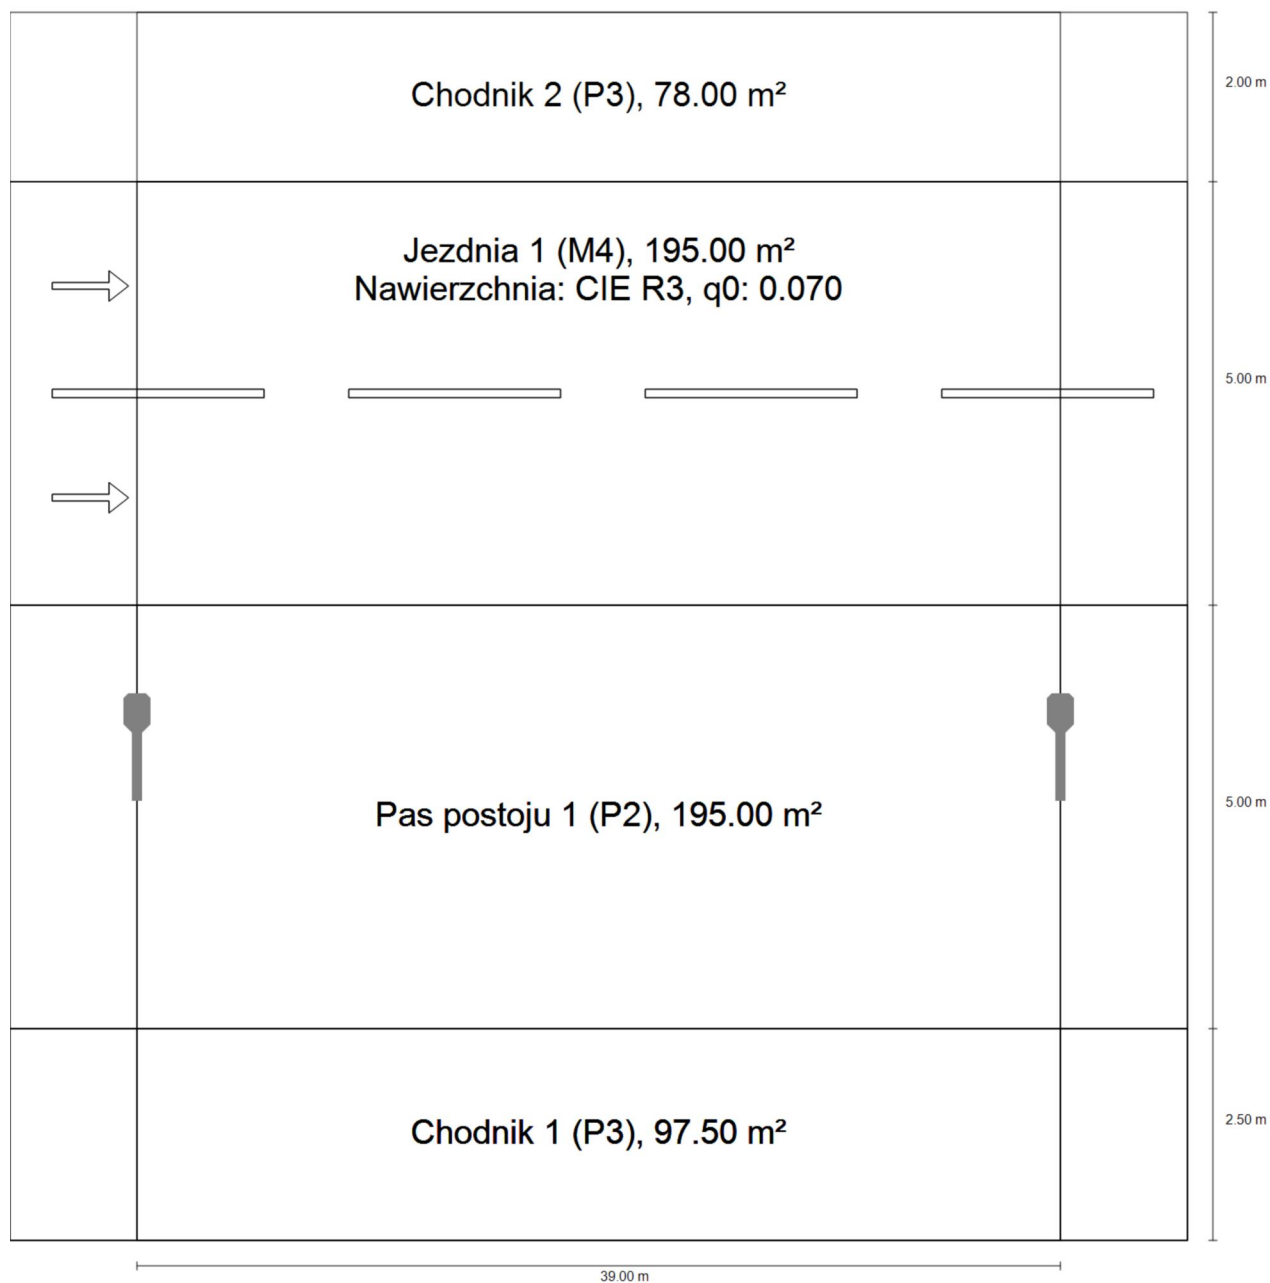 Chodnik 2 (P3), 78.00 m²
2.00 m
Jezdnia 1 (M4), 195.00 m²
Nawierzchnia: CIE R3, q0: 0.070
5.00 m
Pas postoju 1 (P2), 195.00 m²
5.00 m
Chodnik 1 (P3), 97.50 m²
2.50 m
39.00 m